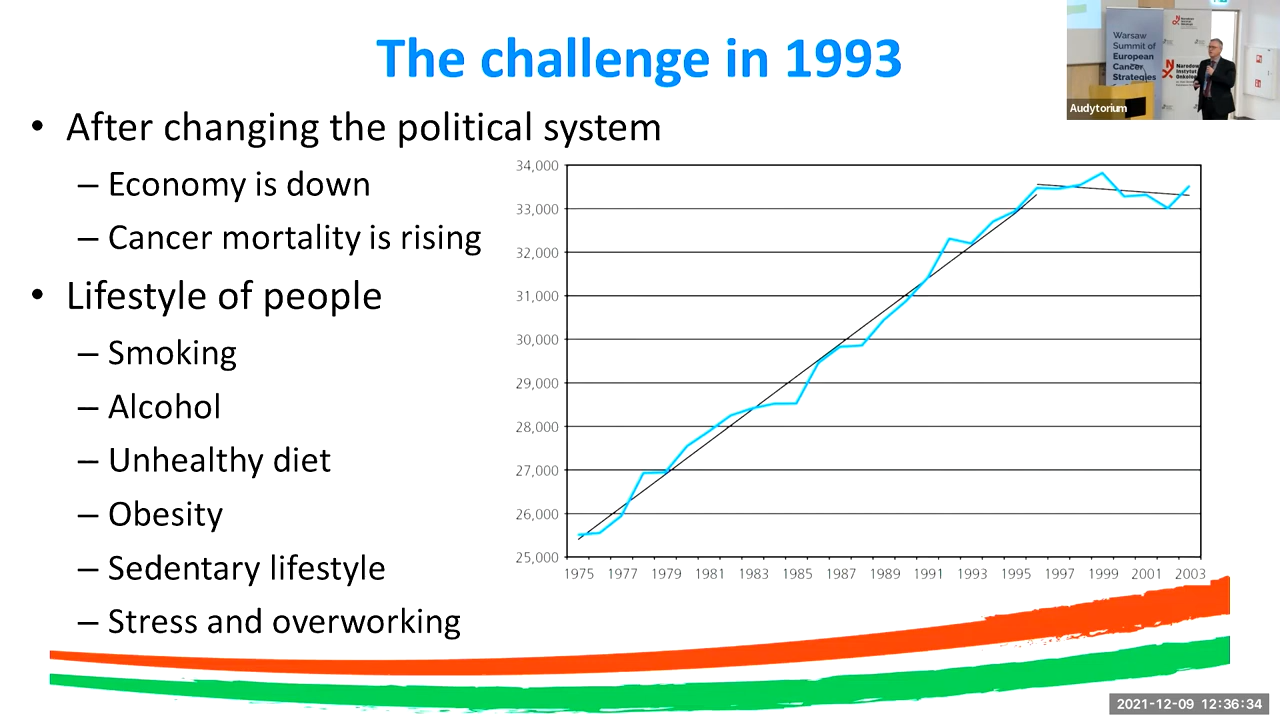 The challenge in 1993
• After changing the political system
– Economy is down
– Cancer mortality is rising
• Lifestyle of people
– Smoking
– Alcohol
– Unhealthy diet
– Obesity
– Sedentary lifestyle
– Stress and overworking
34,000
33,000
32,000
31,000
30,000
29,000
28,000
27,000
26,000
25,000
1975 1977 1979 1981 1983 1985 1987 1989 1991 1993 1995 1997 1999 2001 2003
Warsaw
Summit of
European
Cancer
Strategies
Audytorium
2021-12-09 12:36:34